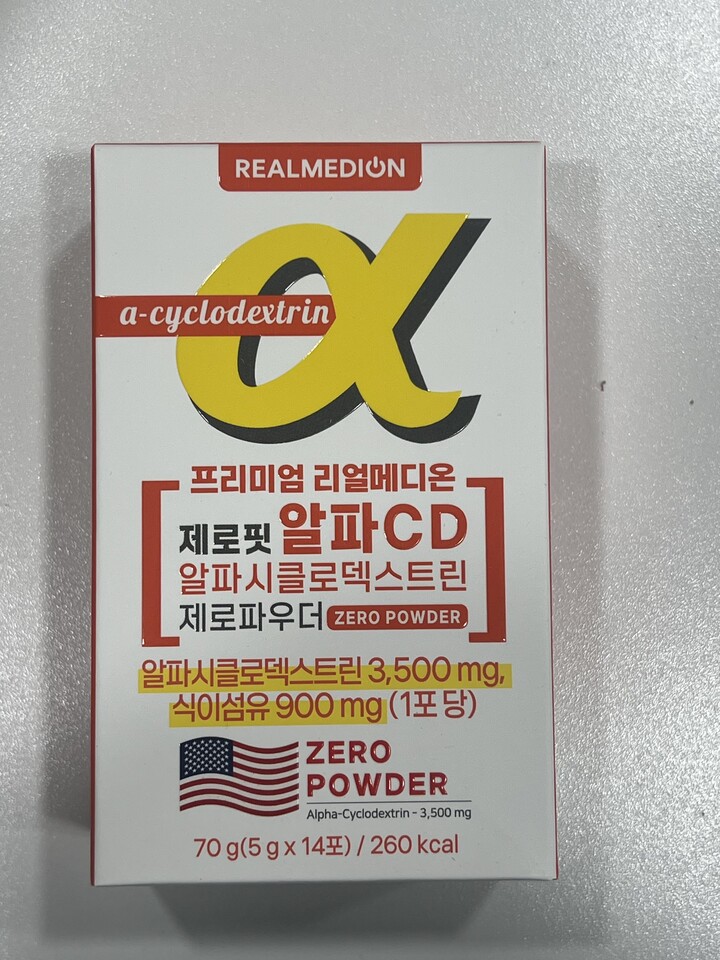 REALMEDION
α
a-cyclodextrin
프리미엄 리얼메디온
제로핏 알파CD
알파시클로덱스트린
제로파우더 ZERO POWDER
알파시클로덱스트린 3,500 mg,
식이섬유 900 mg (1포 당)
ZERO
POWDER
Alpha-Cyclodextrin - 3,500 mg
70 g(5 g x 14포) / 260 kcal